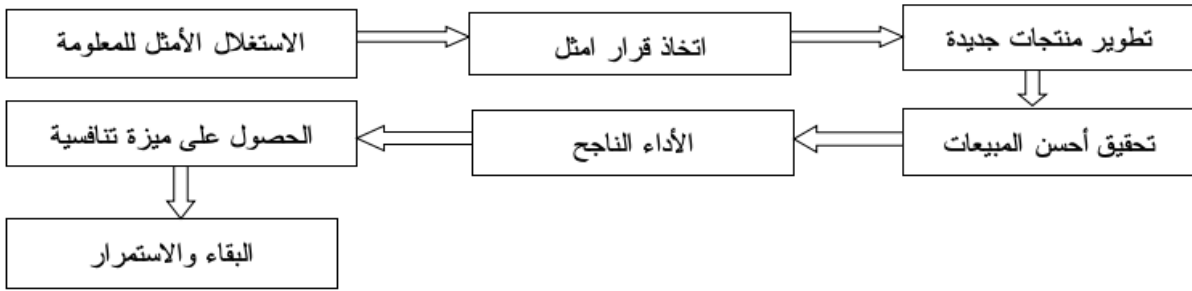 الاستغلال الأمثل للمعلومة
اتخاذ قرار امثل
تطوير منتجات جديدة
تحقيق أحسن المبيعات
الأداء الناجح
الحصول على ميزة تنافسية
البقاء والاستمرار